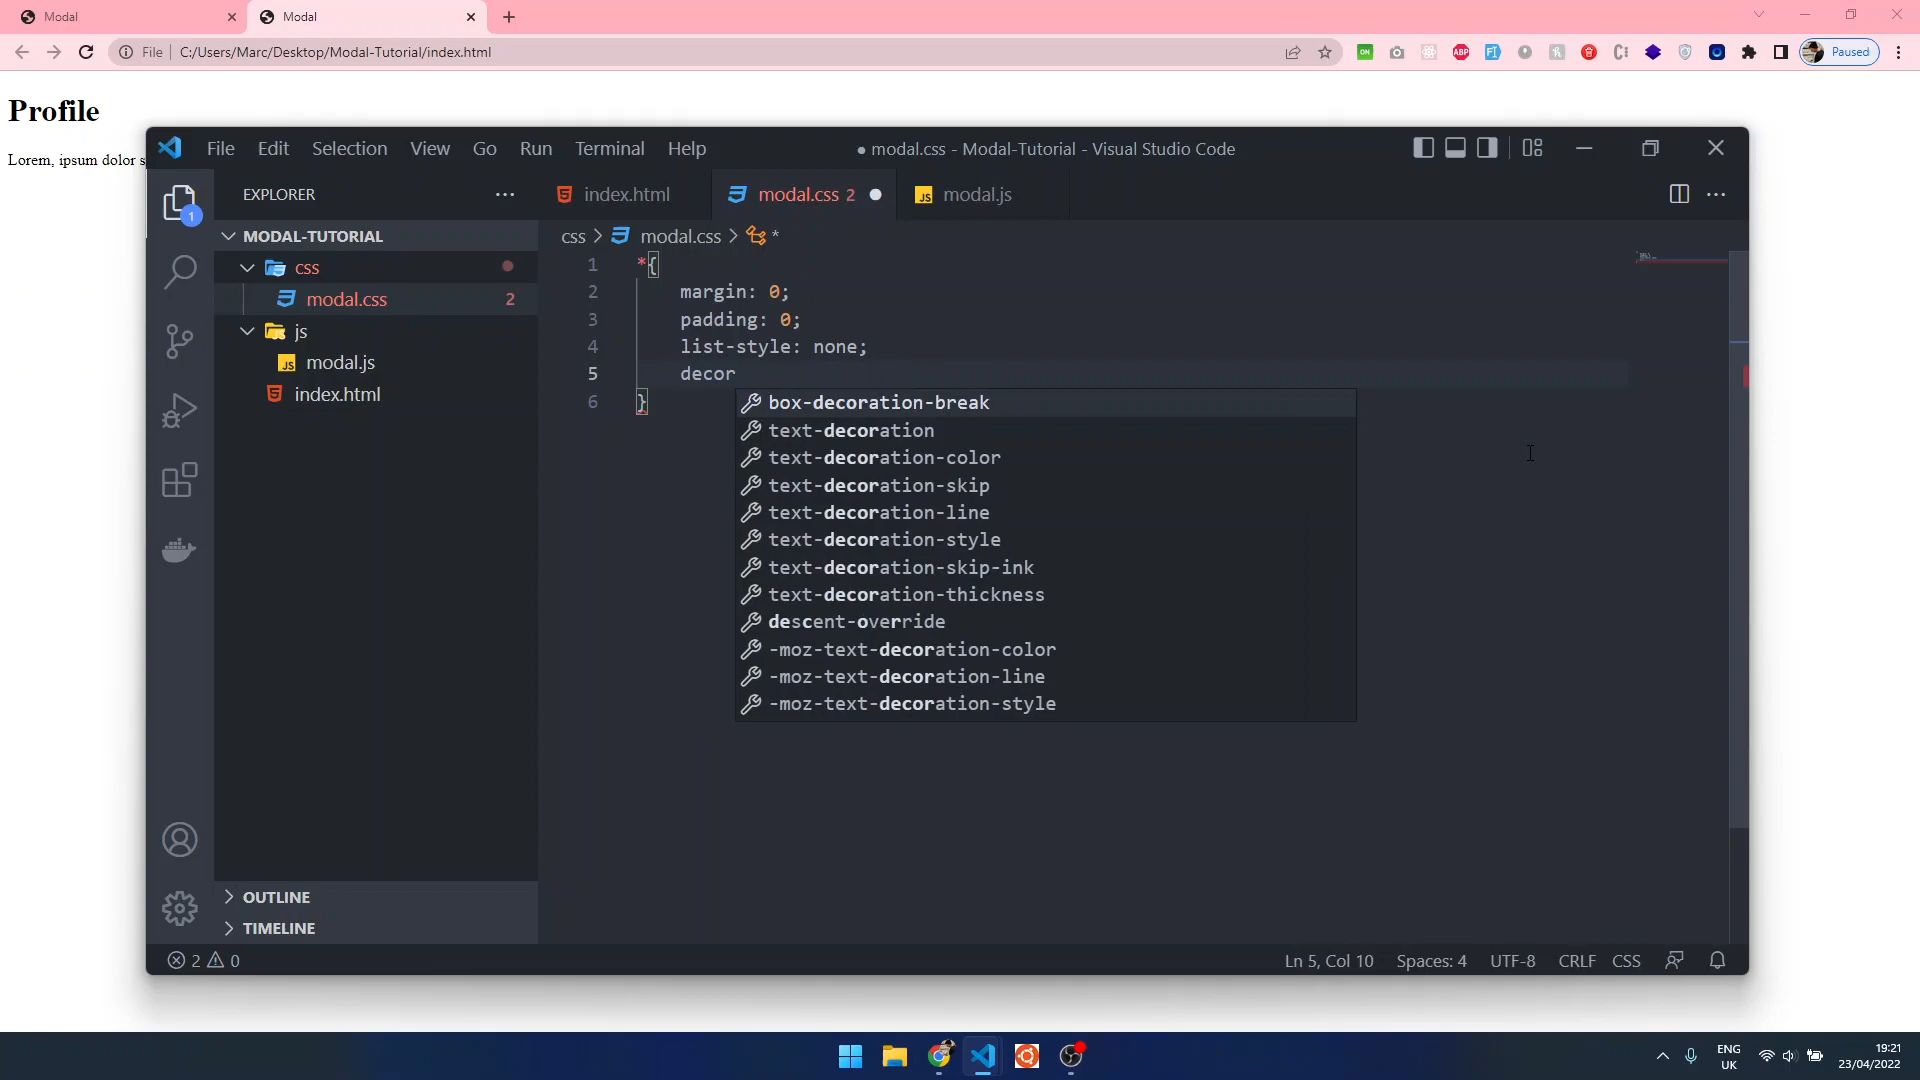 Modal
Modal
File
C:/Users/Marc/Desktop/Modal-Tutorial/index.html
ON
ABP
Paused
Profile
Lorem, ipsum dolor s
File Edit Selection View Go Run Terminal Help
● modal.css - Modal-Tutorial - Visual Studio Code
EXPLORER
index.html
modal.css 2
JS modal.js
1
MODAL-TUTORIAL
css > modal.css > *
css
modal.css 2
js
JS modal.js
index.html
1 *{
2 margin: 0;
3 padding: 0;
4 list-style: none;
5 decor
6 }
box-decoration-break
text-decoration
text-decoration-color
text-decoration-skip
text-decoration-line
text-decoration-style
text-decoration-skip-ink
text-decoration-thickness
descent-override
-moz-text-decoration-color
-moz-text-decoration-line
-moz-text-decoration-style
OUTLINE
TIMELINE
2 0
Ln 5, Col 10
Spaces: 4
UTF-8
CRLF
CSS
ENG
UK
19:21
23/04/2022